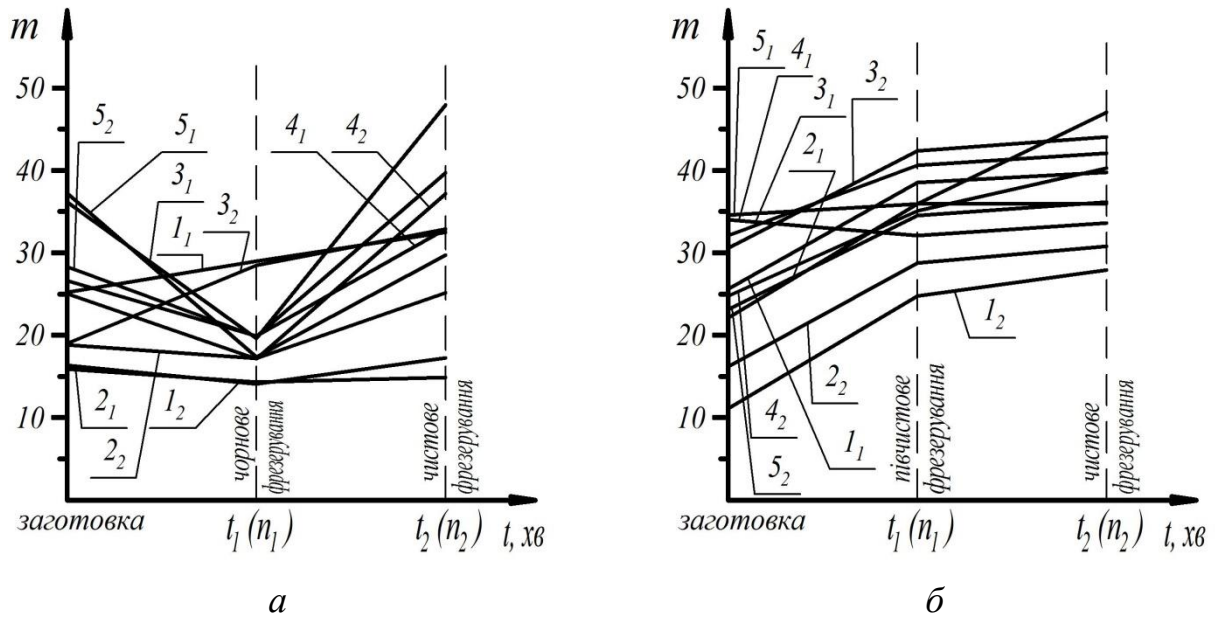 m
50
40
30
20
10
5₂
5₁
3₁
1₁
3₂
4₁
4₂
2₁
2₂
1₂
чорнове
фрезерування
чистове
фрезерування
заготовка
t₁ (n₁)
t₂ (n₂)
t, хв
а
m
50
40
30
20
10
5₁
4₁
3₁
3₂
2₁
1₂
2₂
4₂
1₁
5₂
півчистове
фрезерування
чистове
фрезерування
заготовка
t₁ (n₁)
t₂ (n₂)
t, хв
б